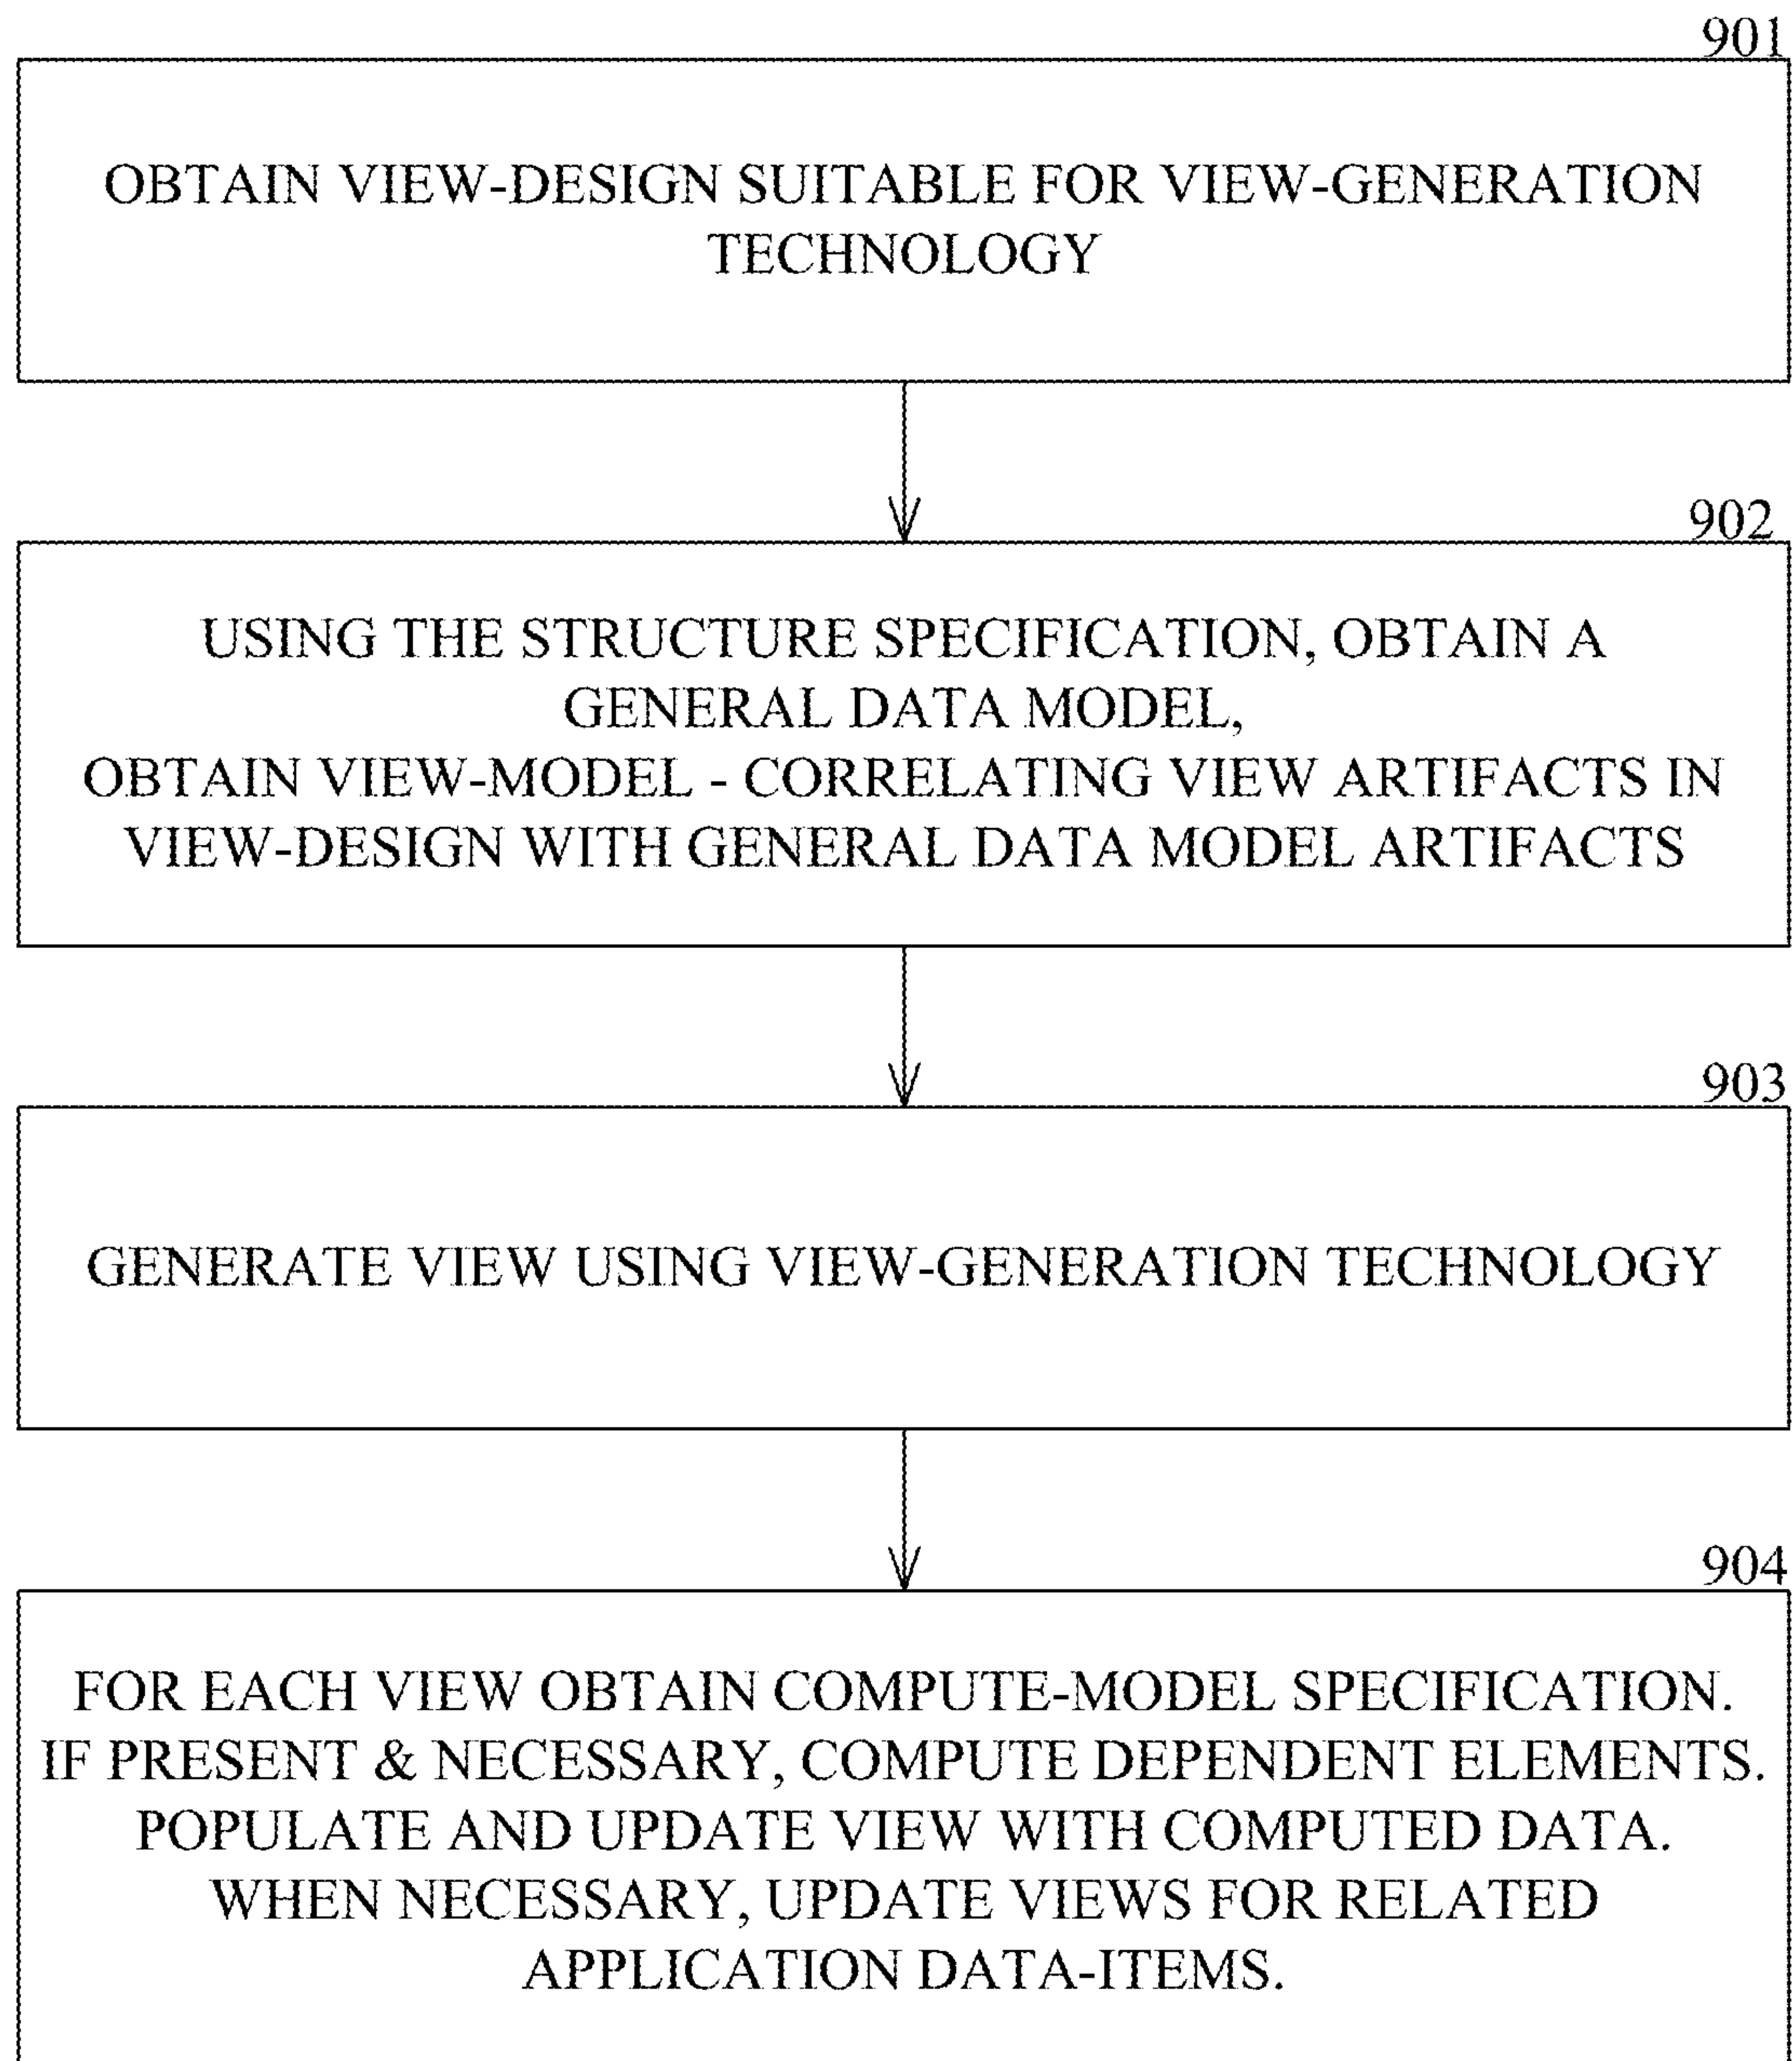 901
OBTAIN VIEW-DESIGN SUITABLE FOR VIEW-GENERATION
TECHNOLOGY
902
USING THE STRUCTURE SPECIFICATION, OBTAIN A
GENERAL DATA MODEL,
OBTAIN VIEW-MODEL - CORRELATING VIEW ARTIFACTS IN
VIEW-DESIGN WITH GENERAL DATA MODEL ARTIFACTS
903
GENERATE VIEW USING VIEW-GENERATION TECHNOLOGY
904
FOR EACH VIEW OBTAIN COMPUTE-MODEL SPECIFICATION.
IF PRESENT & NECESSARY, COMPUTE DEPENDENT ELEMENTS.
POPULATE AND UPDATE VIEW WITH COMPUTED DATA.
WHEN NECESSARY, UPDATE VIEWS FOR RELATED
APPLICATION DATA-ITEMS.